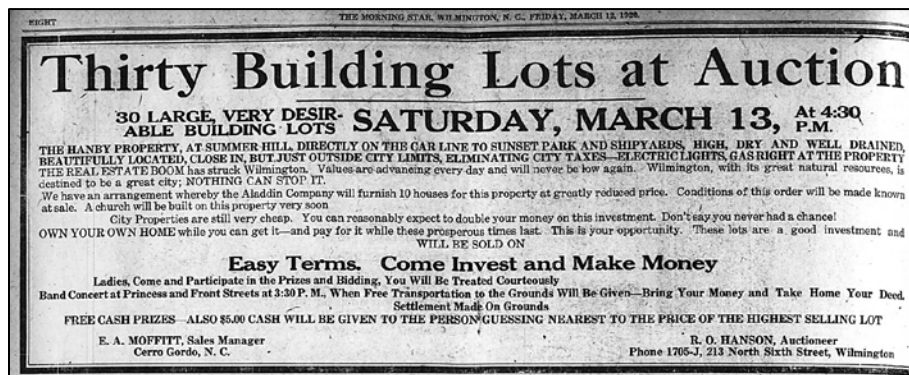 EIGHT
THE MORNING STAR, WILMINGTON, N. C., FRIDAY, MARCH 12, 1920.
Thirty Building Lots at Auction
30 LARGE, VERY DESIR-
ABLE BUILDING LOTS
SATURDAY, MARCH 13,
At 4:30
P.M.
THE HANBY PROPERTY, AT SUMMER HILL, DIRECTLY ON THE CAR LINE TO SUNSET PARK AND SHIPYARDS, HIGH, DRY AND WELL DRAINED,
BEAUTIFULLY LOCATED, CLOSE IN, BUT JUST OUTSIDE CITY LIMITS, ELIMINATING CITY TAXES—ELECTRIC LIGHTS, GAS RIGHT AT THE PROPERTY
THE REAL ESTATE BOOM has struck Wilmington. Values are advancing every day and will never be low again. Wilmington, with its great natural resources, is
destined to be a great city; NOTHING CAN STOP IT.
We have an arrangement whereby the Aladdin Company will furnish 10 houses for this property at greatly reduced price. Conditions of this order will be made known
at sale. A church will be built on this property very soon
City Properties are still very cheap. You can reasonably expect to double your money on this investment. Don't say you never had a chance!
OWN YOUR OWN HOME while you can get it—and pay for it while these prosperous times last. This is your opportunity. These lots are a good investment and
WILL BE SOLD ON
Easy Terms. Come Invest and Make Money
Ladies, Come and Participate in the Prizes and Bidding, You Will Be Treated Courteously
Band Concert at Princess and Front Streets at 3:30 P. M., When Free Transportation to the Grounds Will Be Given—Bring Your Money and Take Home Your Deed.
Settlement Made On Grounds
FREE CASH PRIZES—ALSO $5.00 CASH WILL BE GIVEN TO THE PERSON GUESSING NEAREST TO THE PRICE OF THE HIGHEST SELLING LOT
E. A. MOFFITT, Sales Manager
Cerro Gordo, N. C.
R. O. HANSON, Auctioneer
Phone 1705-J, 213 North Sixth Street, Wilmington